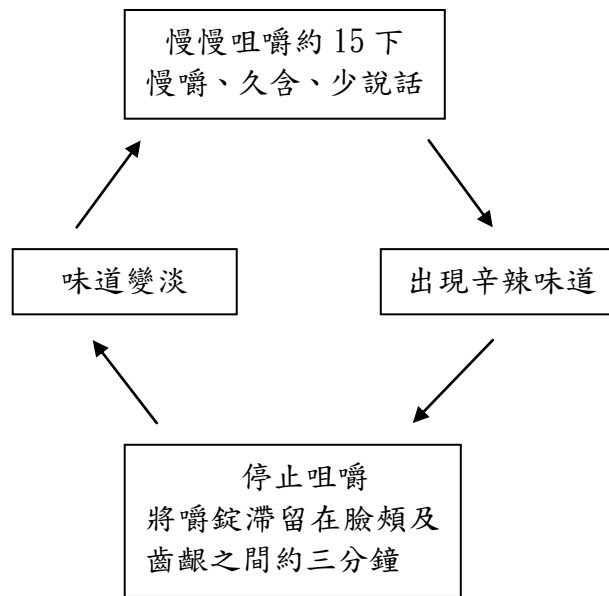 慢慢咀嚼約 15 下
慢嚼、久含、少說話
味道變淡
出現辛辣味道
停止咀嚼
將嚼錠滯留在臉頰及
齒齦之間約三分鐘